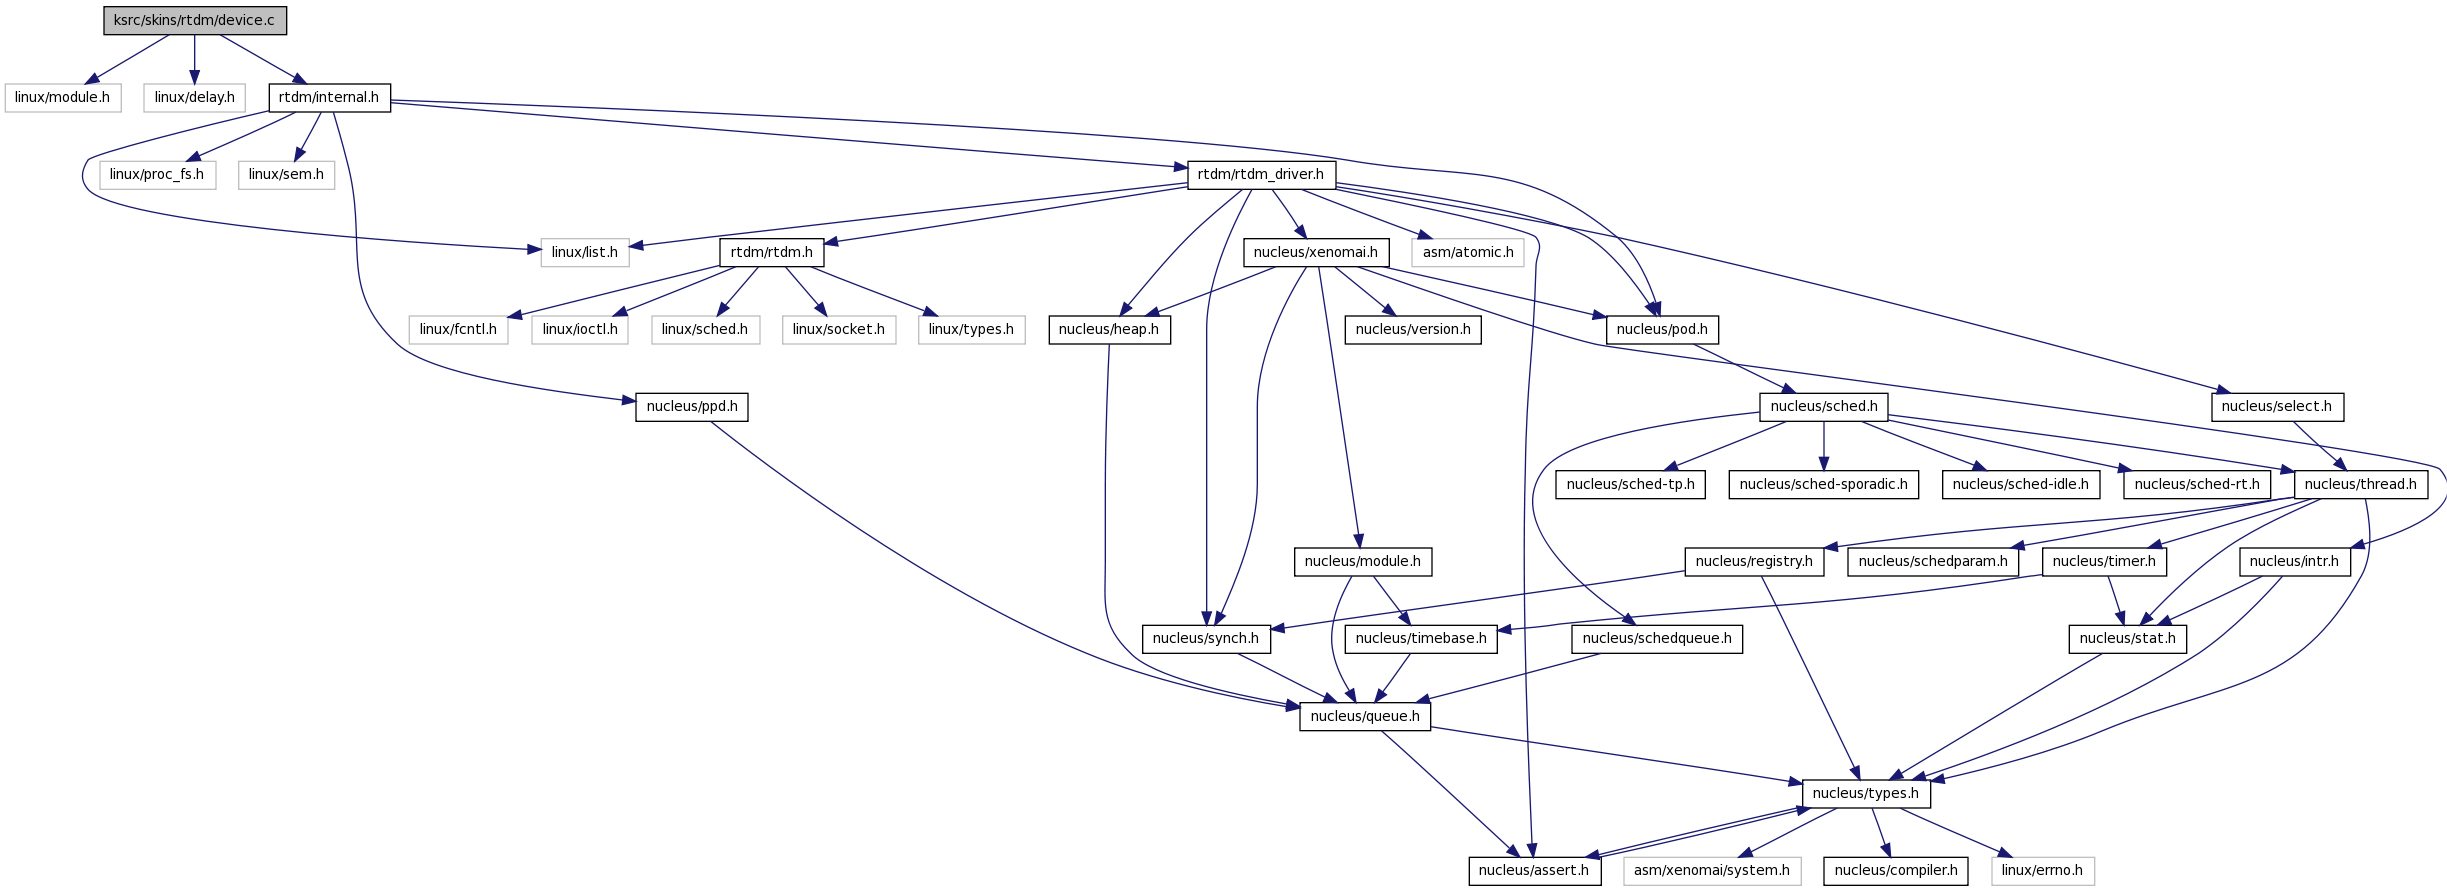 ksrc/skins/rtdm/device.c
linux/module.h
linux/delay.h
rtdm/internal.h
linux/proc_fs.h
linux/sem.h
rtdm/rtdm_driver.h
linux/list.h
rtdm/rtdm.h
nucleus/xenomai.h
asm/atomic.h
linux/fcntl.h
linux/ioctl.h
linux/sched.h
linux/socket.h
linux/types.h
nucleus/heap.h
nucleus/version.h
nucleus/pod.h
nucleus/ppd.h
nucleus/sched.h
nucleus/select.h
nucleus/sched-tp.h
nucleus/sched-sporadic.h
nucleus/sched-idle.h
nucleus/sched-rt.h
nucleus/thread.h
nucleus/module.h
nucleus/registry.h
nucleus/schedparam.h
nucleus/timer.h
nucleus/intr.h
nucleus/synch.h
nucleus/timebase.h
nucleus/schedqueue.h
nucleus/stat.h
nucleus/queue.h
nucleus/types.h
nucleus/assert.h
asm/xenomai/system.h
nucleus/compiler.h
linux/errno.h